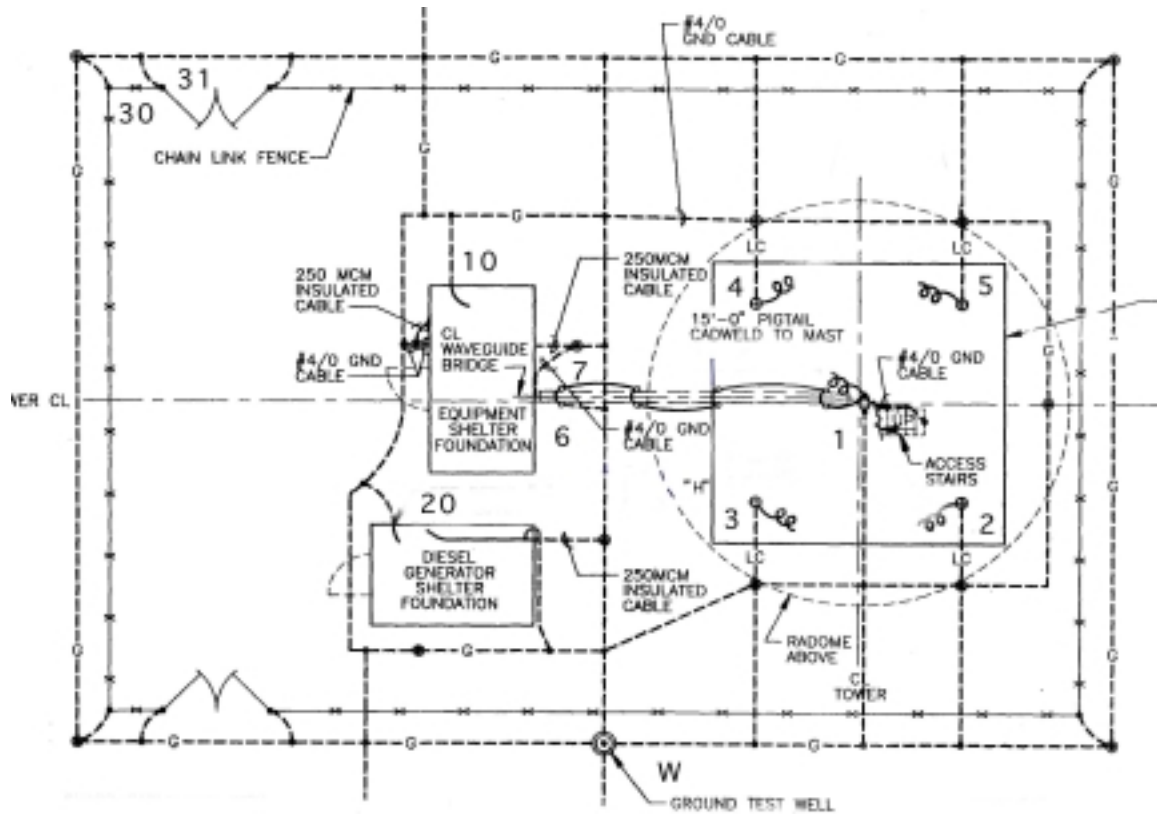 #4/0
GND CABLE
G
G
31
30
CHAIN LINK FENCE
G
G
G
G
LC
LC
10
250 MCM
INSULATED
CABLE
250MCM
INSULATED
CABLE
4
5
15'-0" PIGTAIL
CADWELD TO MAST
CL
WAVEGUIDE
BRIDGE
7
#4/0 GND
CABLE
#4/0 GND
CABLE
G
WER CL
EQUIPMENT
SHELTER
FOUNDATION
6
#4/0 GND
CABLE
1
ACCESS
STAIRS
"H"
3
2
20
LC
LC
DIESEL
GENERATOR
SHELTER
FOUNDATION
250MCM
INSULATED
CABLE
G
G
G
G
RADOME
ABOVE
CL
TOWER
G
G
G
W
GROUND TEST WELL